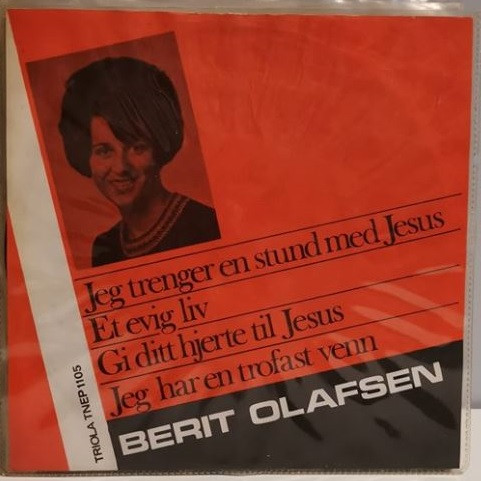 Jeg trenger en stund med Jesus
Et evig liv
Gi ditt hjerte til Jesus
Jeg har en trofast venn
BERIT OLAFSEN
TRIOLA TNEP 1105